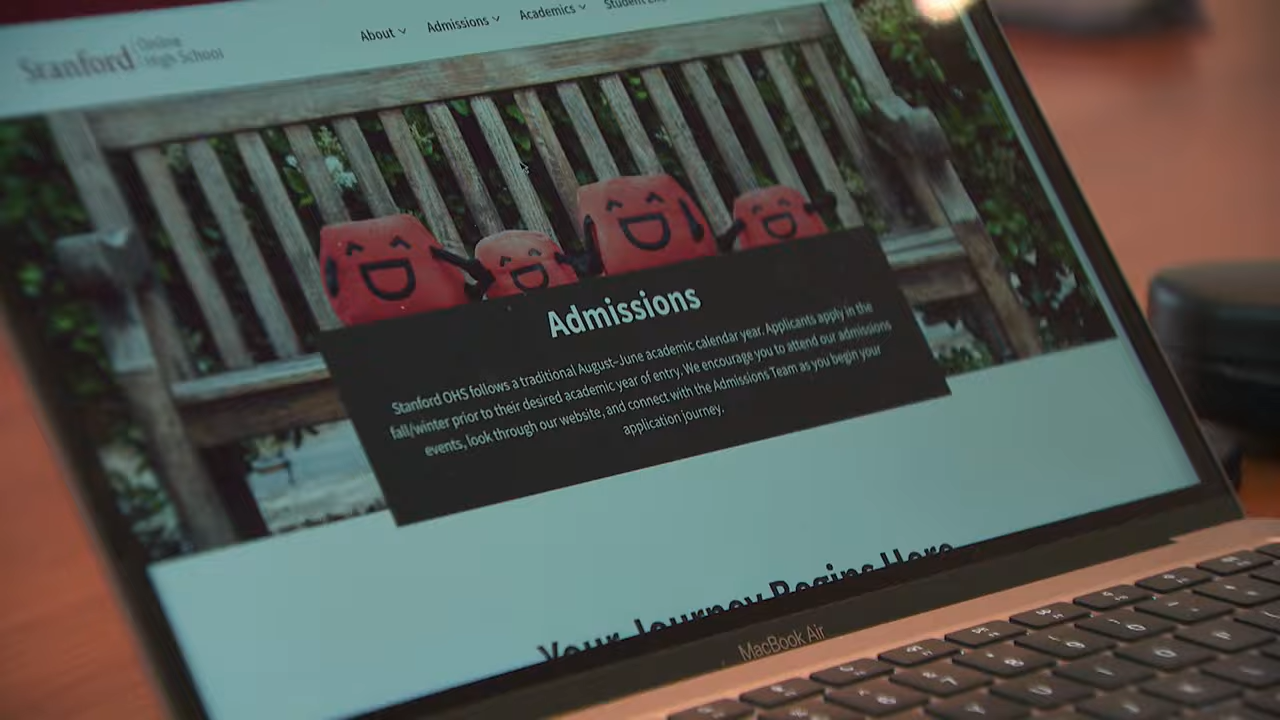 Stanford Online High School
About Admissions Academics Student
Admissions
Stanford OHS follows a traditional August–June academic calendar year. Applicants apply in the
fall/winter prior to their desired academic year of entry. We encourage you to attend our admissions
events, look through our website, and connect with the Admissions Team as you begin your
application journey.
Your Journey Begins Here
MacBook Air